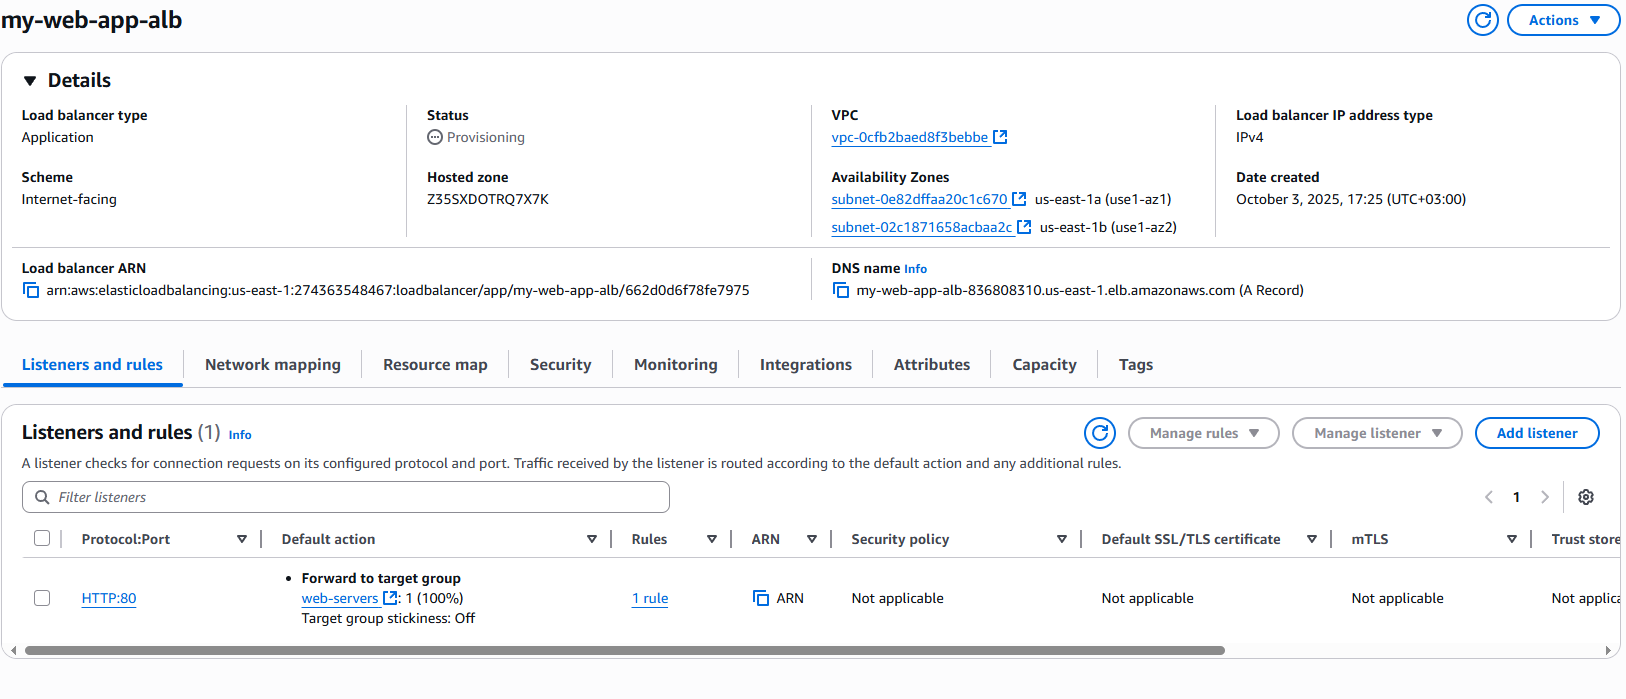 my-web-app-alb
Actions
Details
Load balancer type
Application
Status
Provisioning
VPC
vpc-0cfb2baed8f3bebbe
Load balancer IP address type
IPv4
Scheme
Internet-facing
Hosted zone
Z35SXDOTRQ7X7K
Availability Zones
subnet-0e82dffaa20c1c670 us-east-1a (use1-az1)
subnet-02c1871658acbaa2c us-east-1b (use1-az2)
Date created
October 3, 2025, 17:25 (UTC+03:00)
Load balancer ARN
arn:aws:elasticloadbalancing:us-east-1:274363548467:loadbalancer/app/my-web-app-alb/662d0d6f78fe7975
DNS name Info
my-web-app-alb-836808310.us-east-1.elb.amazonaws.com (A Record)
Listeners and rules Network mapping Resource map Security Monitoring Integrations Attributes Capacity Tags
Listeners and rules (1) Info
Manage rules Manage listener Add listener
A listener checks for connection requests on its configured protocol and port. Traffic received by the listener is routed according to the default action and any additional rules.
Filter listeners
1
Protocol:Port Default action Rules ARN Security policy Default SSL/TLS certificate mTLS Trust store
HTTP:80
• Forward to target group
web-servers : 1 (100%)
Target group stickiness: Off
1 rule
ARN
Not applicable
Not applicable
Not applicable
Not applica